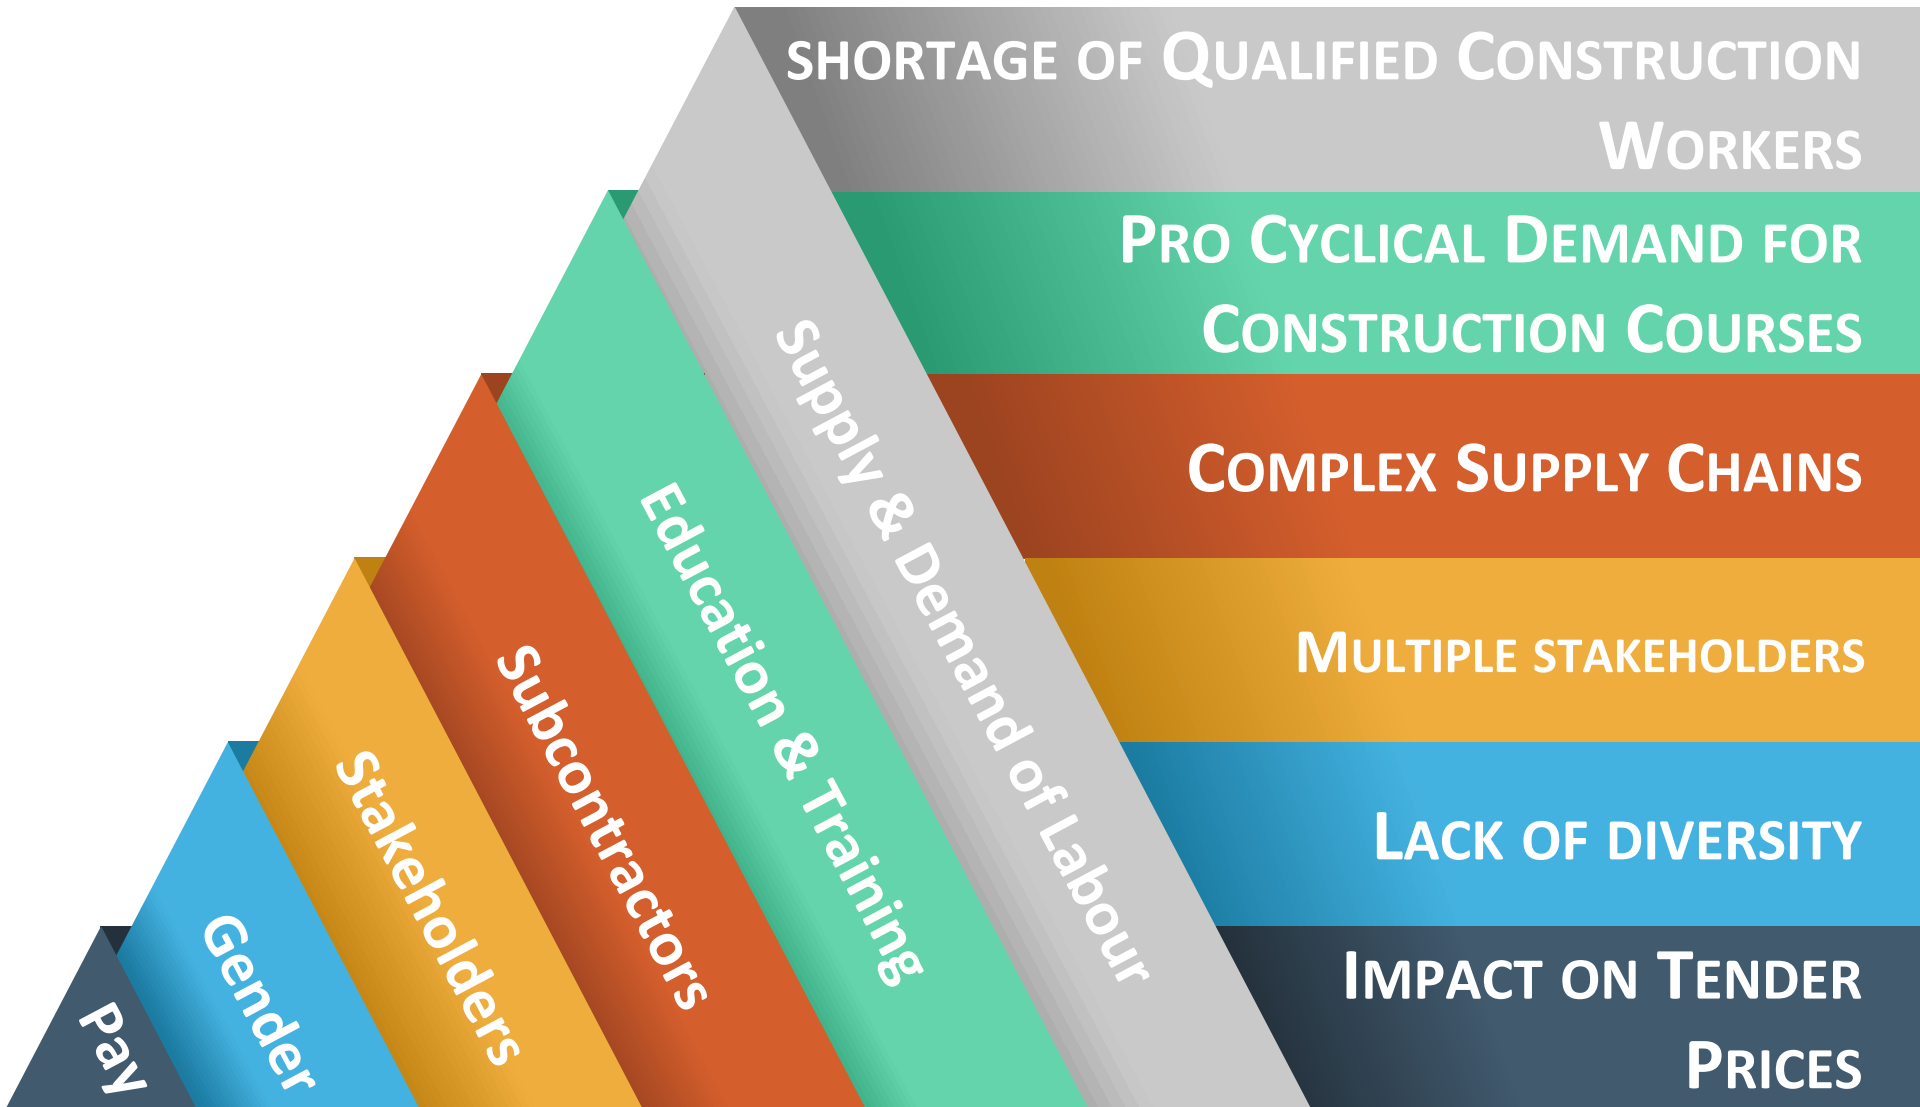 SHORTAGE OF QUALIFIED CONSTRUCTION
WORKERS
PRO CYCLICAL DEMAND FOR
CONSTRUCTION COURSES
COMPLEX SUPPLY CHAINS
MULTIPLE STAKEHOLDERS
LACK OF DIVERSITY
IMPACT ON TENDER
PRICES
Supply & Demand of Labour
Education & Training
Subcontractors
Stakeholders
Gender
Pay